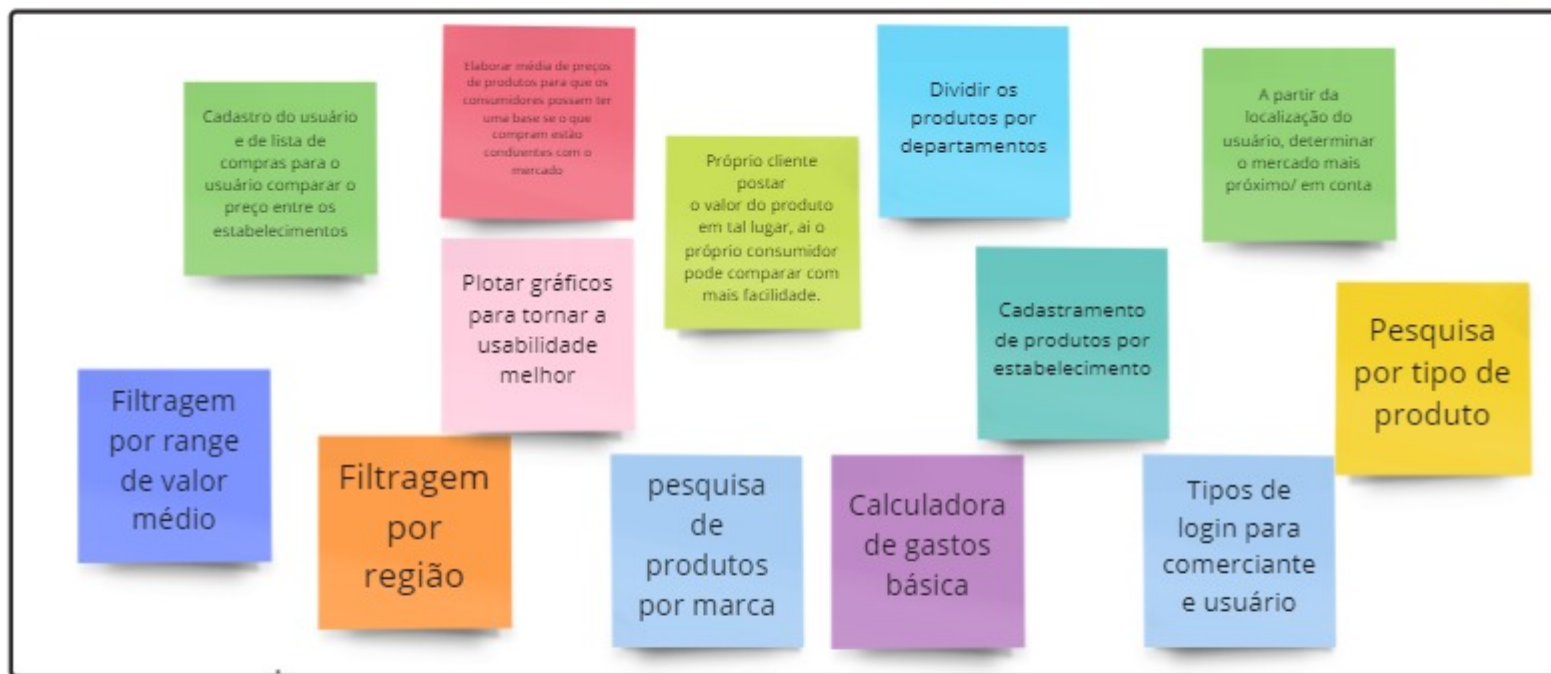 Cadastro do usuário
e de lista de
compras para o
usuário comparar o
preço entre os
estabelecimentos
Elaborar média de preços
de produtos para que os
consumidores possam ter
uma base se o que
compram estão
condizentes com o
mercado
Próprio cliente
postar
o valor do produto
em tal lugar, ai o
próprio consumidor
pode comparar com
mais facilidade.
Dividir os
produtos por
departamentos
A partir da
localização do
usuário, determinar
o mercado mais
próximo/ em conta
Plotar gráficos
para tornar a
usabilidade
melhor
Cadastramento
de produtos por
estabelecimento
Pesquisa
por tipo de
produto
Filtragem
por range
de valor
médio
Filtragem
por
região
pesquisa
de
produtos
por marca
Calculadora
de gastos
básica
Tipos de
login para
comerciante
e usuário